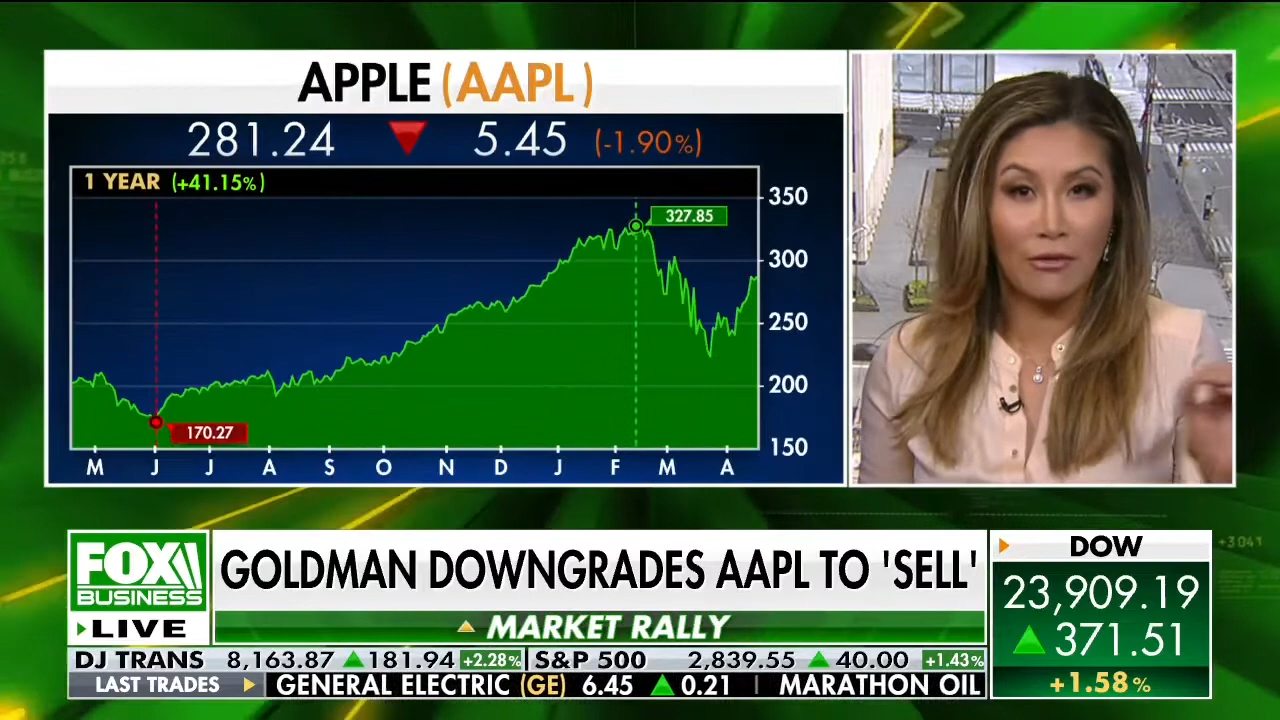 APPLE (AAPL)
281.24 ▼ 5.45 (-1.90%)
1 YEAR (+41.15%)
350
327.85
300
250
200
170.27
150
M J J A S O N D J F M A
FOX BUSINESS
LIVE
GOLDMAN DOWNGRADES AAPL TO 'SELL'
MARKET RALLY
DOW
23,909.19
▲ 371.51
+1.58%
DJ TRANS 8,163.87 ▲ 181.94 +2.28% S&P 500 2,839.55 ▲ 40.00 +1.43%
LAST TRADES GENERAL ELECTRIC (GE) 6.45 ▲ 0.21 | MARATHON OIL
+3041